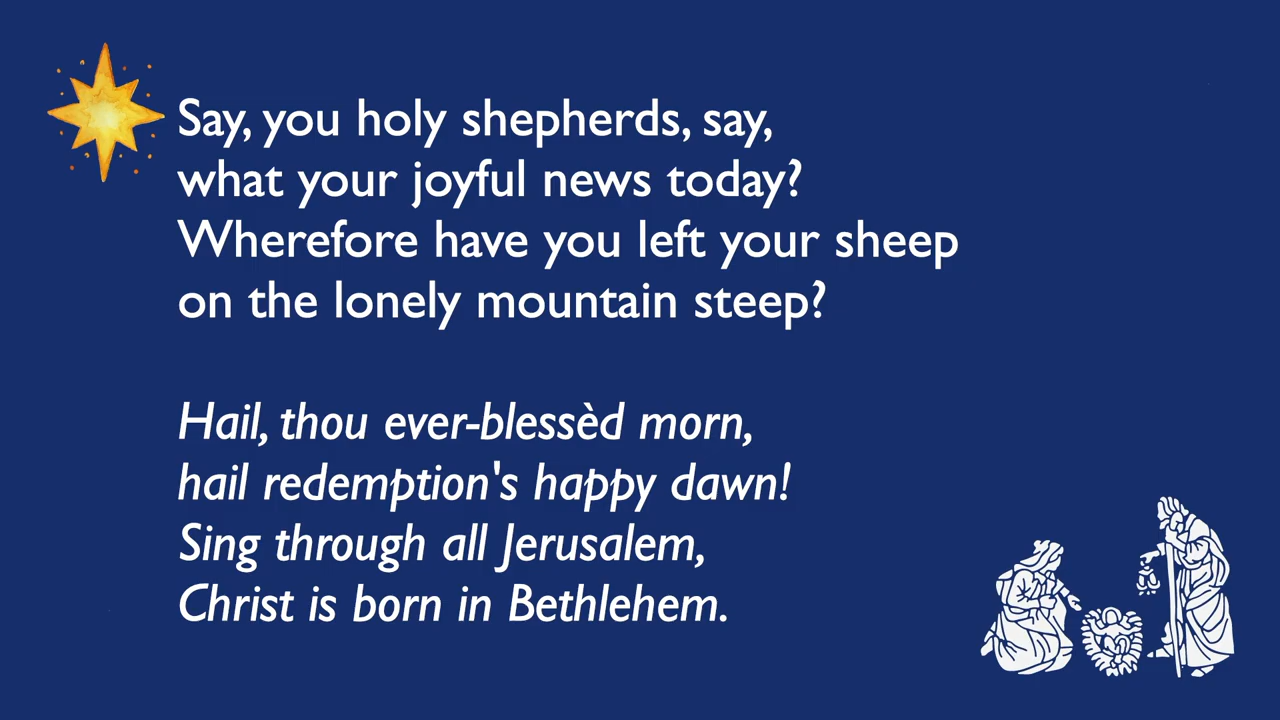 Say, you holy shepherds, say,
what your joyful news today?
Wherefore have you left your sheep
on the lonely mountain steep?
Hail, thou ever-blessèd morn,
hail redemption's happy dawn!
Sing through all Jerusalem,
Christ is born in Bethlehem.